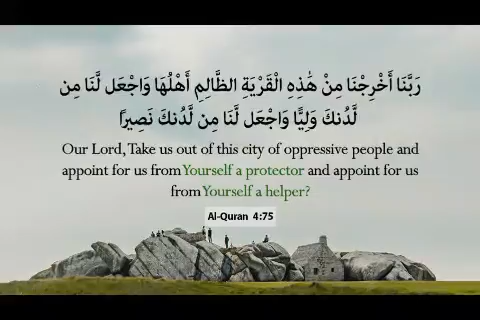 رَبَّنَا أَخْرِجْنَا مِنْ هَٰذِهِ الْقَرْيَةِ الظَّالِمِ أَهْلُهَا وَاجْعَل لَّنَا مِن
لَّدُنكَ وَلِيًّا وَاجْعَل لَّنَا مِن لَّدُنكَ نَصِيرًا
Our Lord, Take us out of this city of oppressive people and
appoint for us from Yourself a protector and appoint for us
from Yourself a helper?
Al-Quran 4:75